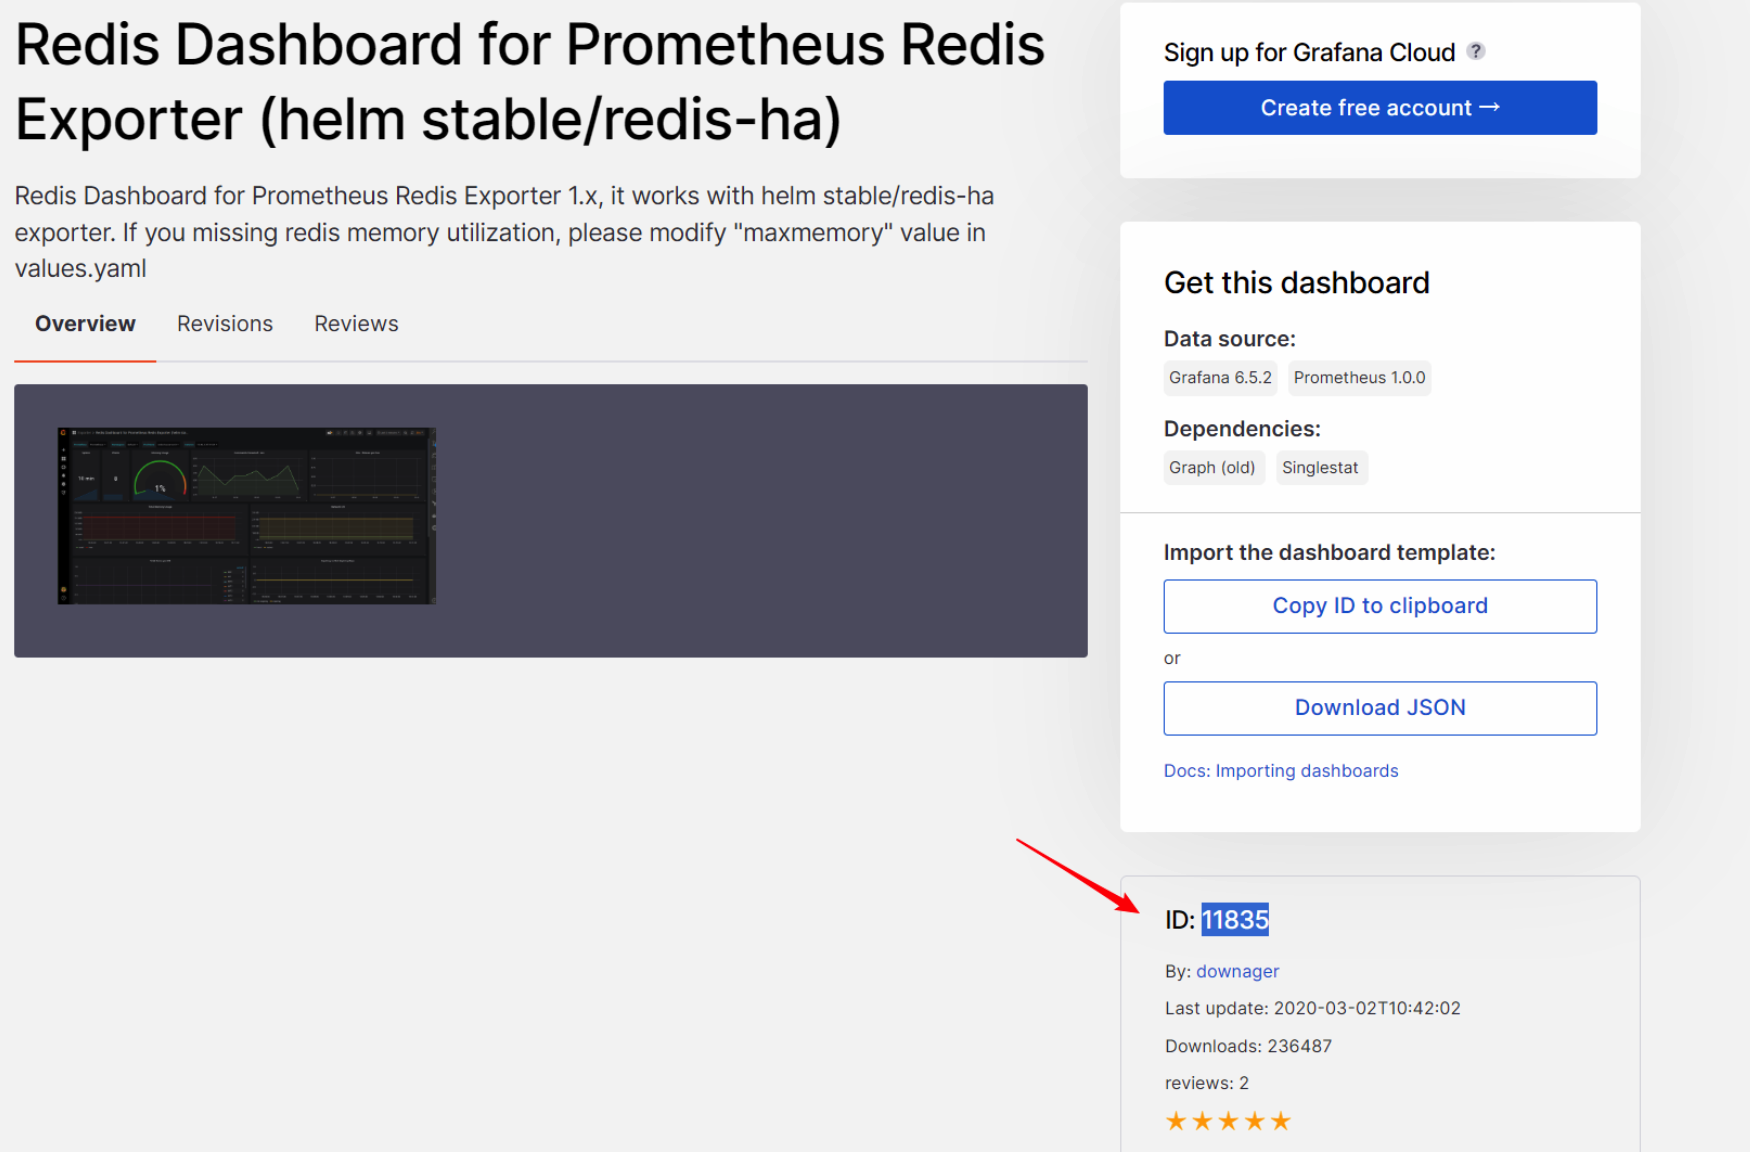 Redis Dashboard for Prometheus Redis
Exporter (helm stable/redis-ha)
Redis Dashboard for Prometheus Redis Exporter 1.x, it works with helm stable/redis-ha
exporter. If you missing redis memory utilization, please modify "maxmemory" value in
values.yaml
Overview Revisions Reviews
1%
Sign up for Grafana Cloud ?
Create free account →
Get this dashboard
Data source:
Grafana 6.5.2 Prometheus 1.0.0
Dependencies:
Graph (old) Singlestat
Import the dashboard template:
Copy ID to clipboard
or
Download JSON
Docs: Importing dashboards
ID: 11835
By: downager
Last update: 2020-03-02T10:42:02
Downloads: 236487
reviews: 2